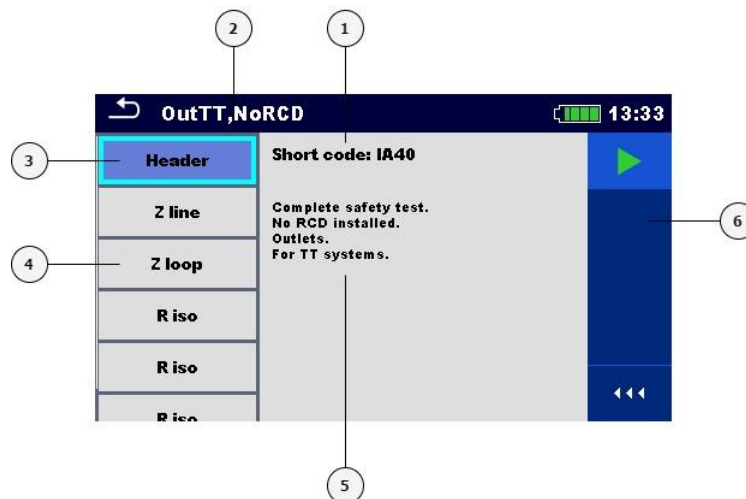 2
1
OutTT,NoRCD
13:33
3
Header
Short code: IA40
Z line
Complete safety test.
No RCD installed.
Outlets.
For TT systems.
6
4
Z loop
R iso
R iso
R iso
5